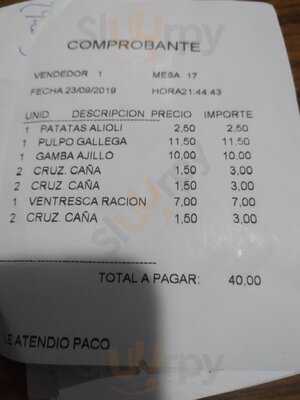 COMPROBANTE
VENDEDOR 1 MESA. 17
FECHA 23/09/2019 HORA21:44:43
UNID. DESCRIPCION PRECIO IMPORTE
1 PATATAS ALIOLI 2,50 2,50
1 PULPO GALLEGA 11,50 11,50
1 GAMBA AJILLO 10,00 10,00
2 CRUZ. CAÑA 1,50 3,00
2 CRUZ. CAÑA 1,50 3,00
1 VENTRESCA RACION 7,00 7,00
2 CRUZ. CAÑA 1,50 3,00
TOTAL A PAGAR: 40,00
LE ATENDIO PACO
sluurpy